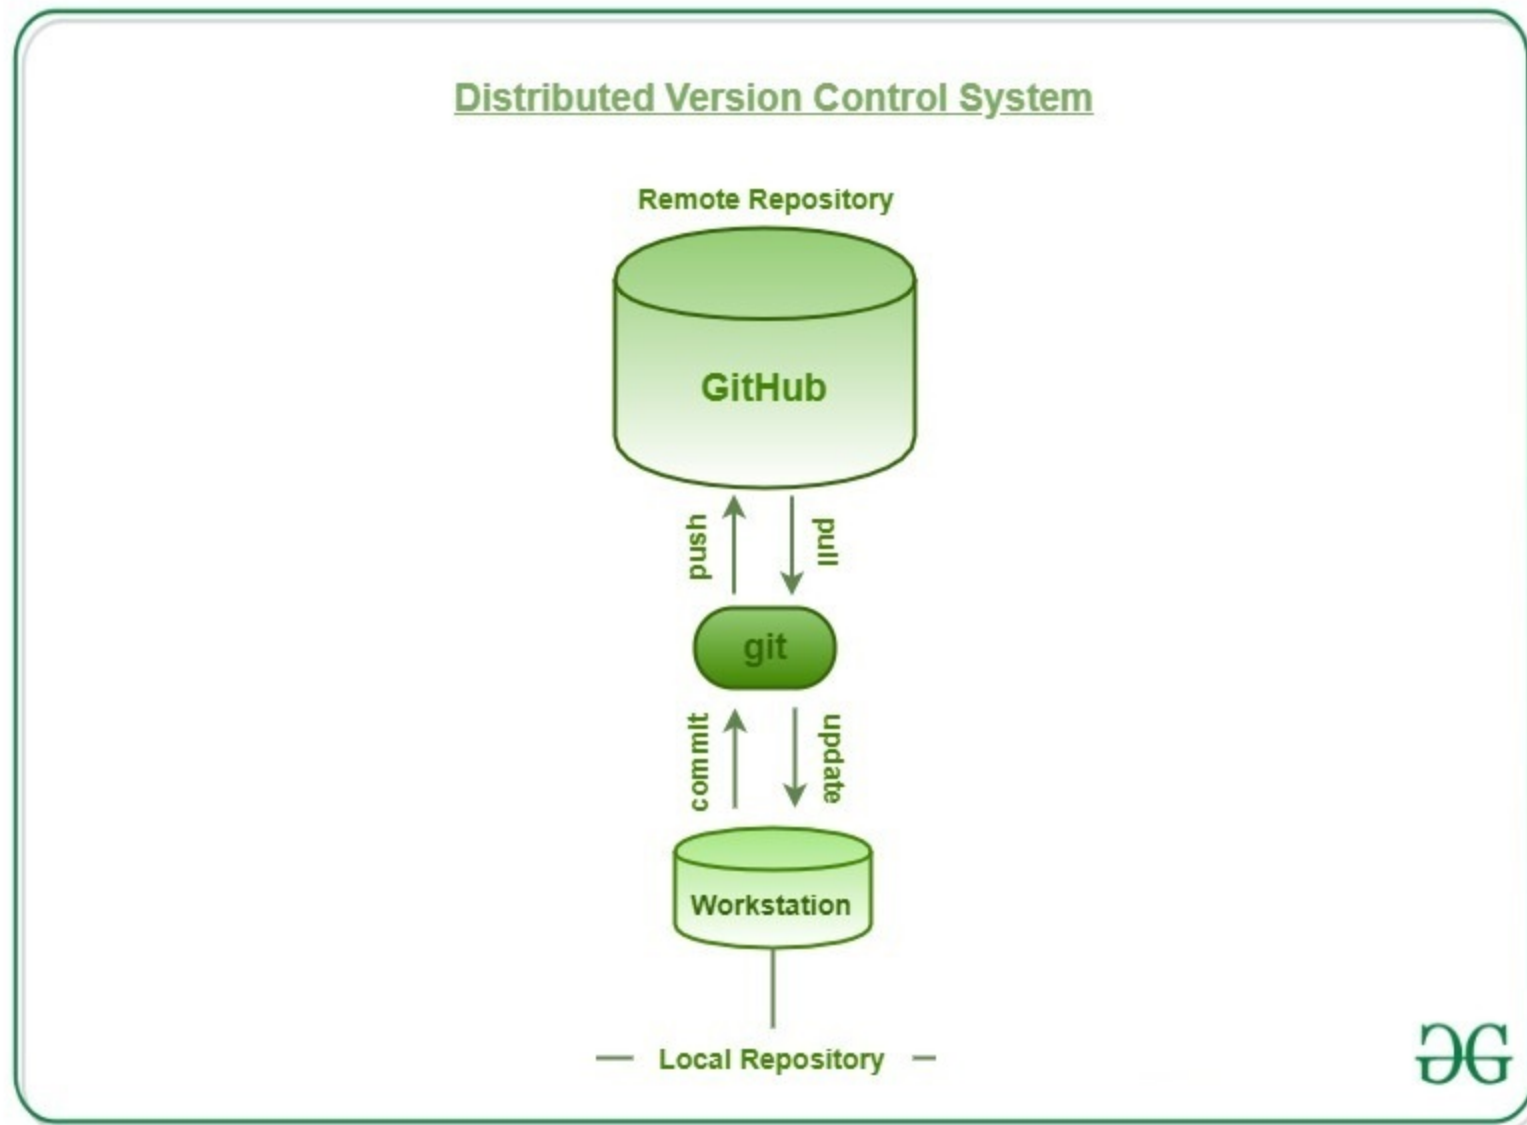 Distributed Version Control System
Remote Repository
GitHub
push
pull
git
commit
update
Workstation
Local Repository